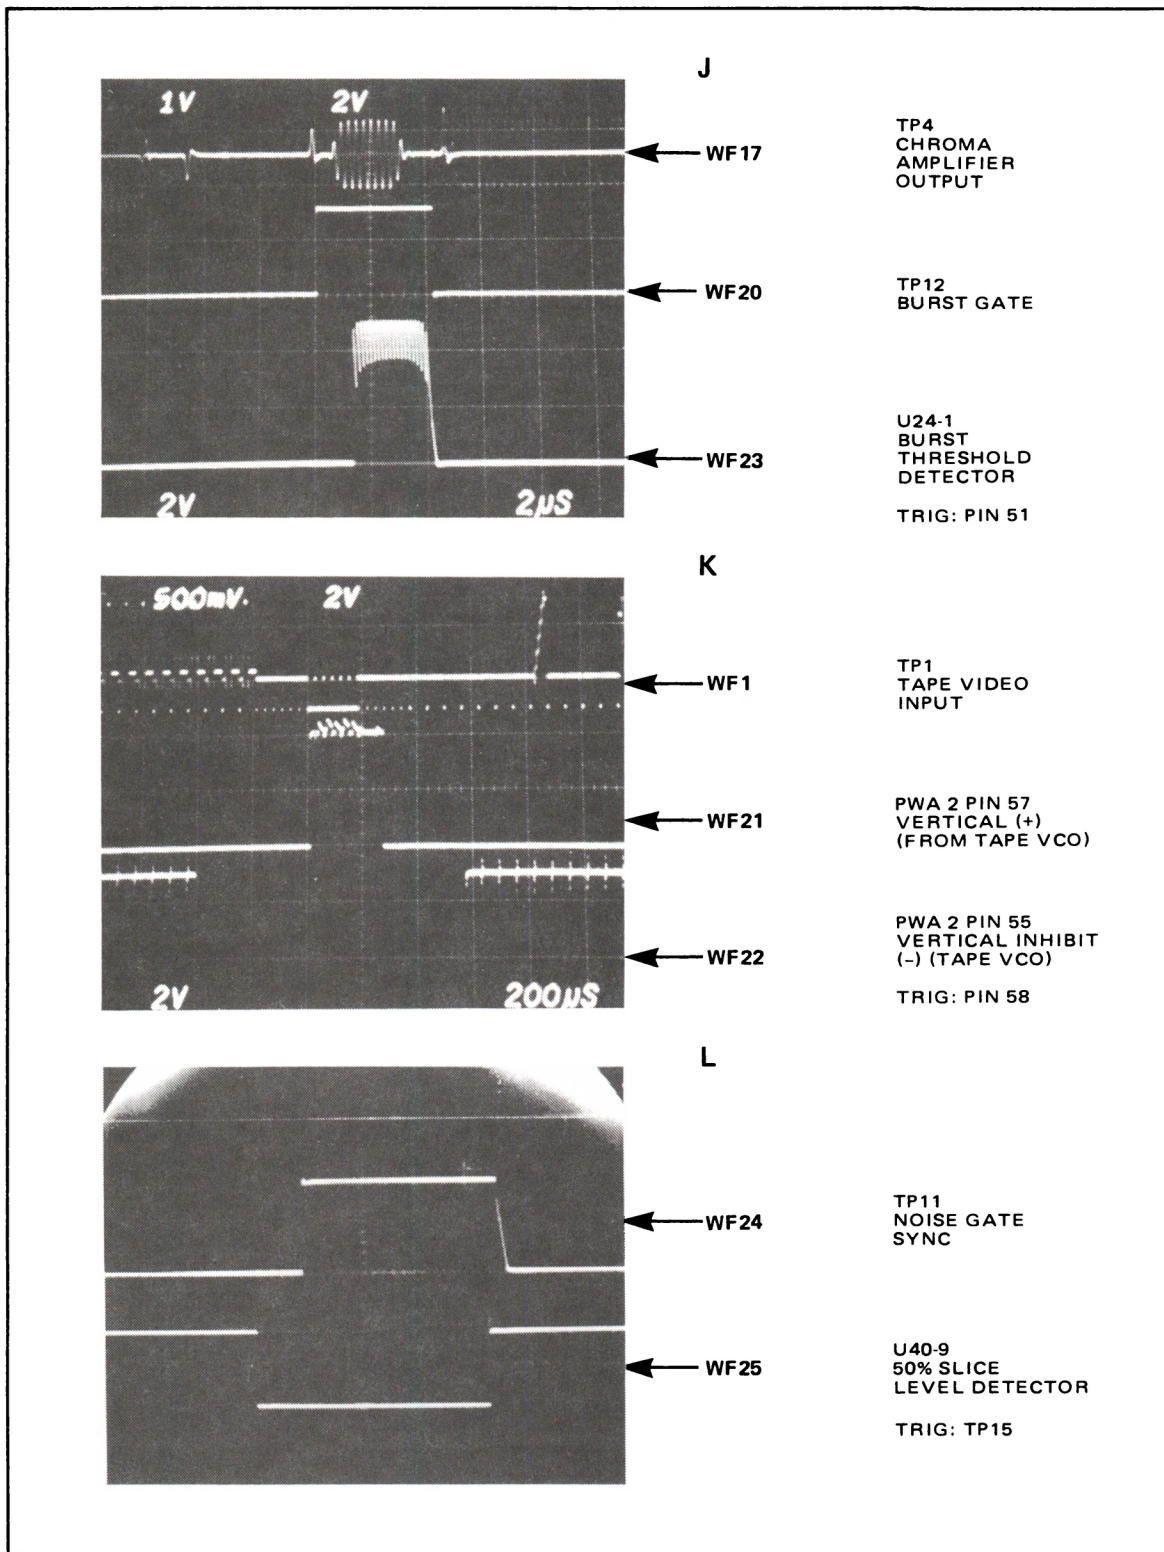 J
1V 2V
WF17
TP4
CHROMA
AMPLIFIER
OUTPUT
WF20
TP12
BURST GATE
WF23
U24-1
BURST
THRESHOLD
DETECTOR
2V 2µS
TRIG: PIN 51
K
500mV. 2V
WF1
TP1
TAPE VIDEO
INPUT
WF21
PWA 2 PIN 57
VERTICAL (+)
(FROM TAPE VCO)
WF22
PWA 2 PIN 55
VERTICAL INHIBIT
(-) (TAPE VCO)
2V 200µS
TRIG: PIN 58
L
WF24
TP11
NOISE GATE
SYNC
WF25
U40-9
50% SLICE
LEVEL DETECTOR
TRIG: TP15